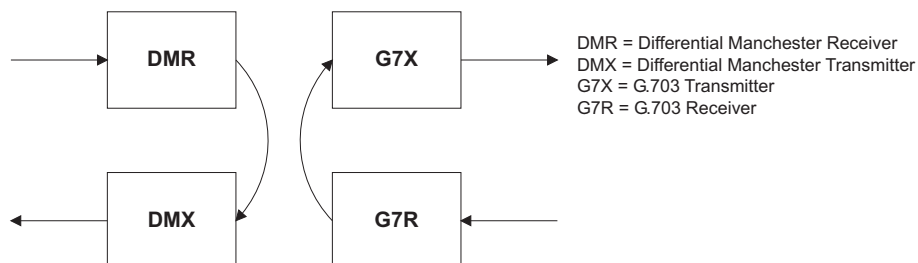 DMR
G7X
DMR = Differential Manchester Receiver
DMX = Differential Manchester Transmitter
G7X = G.703 Transmitter
G7R = G.703 Receiver
DMX
G7R